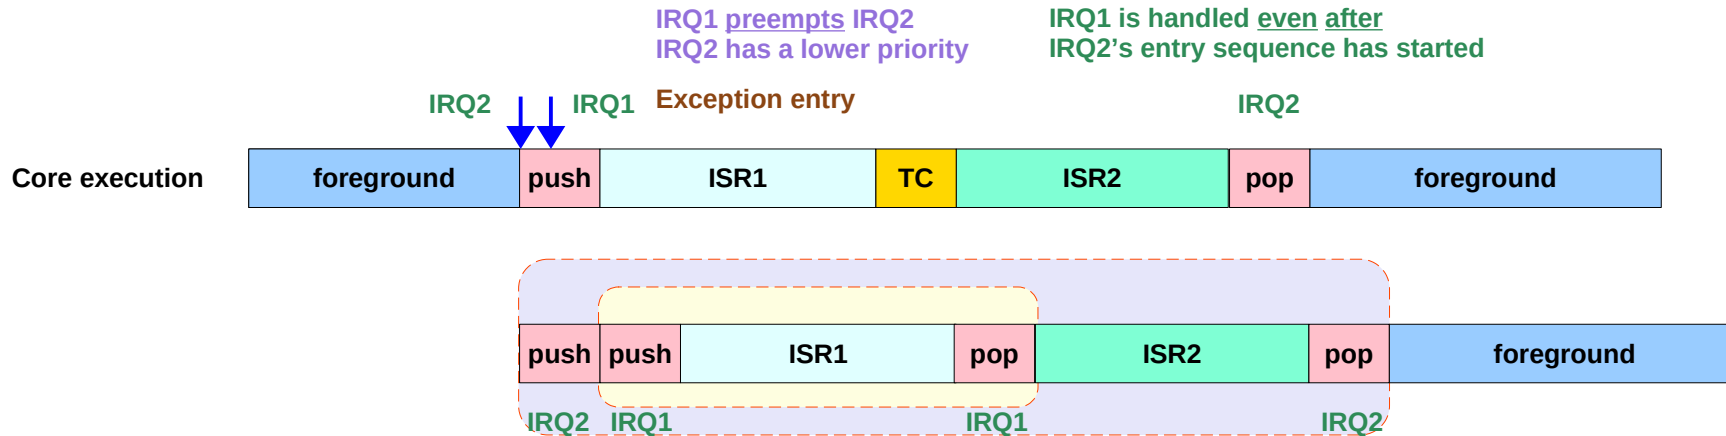 IRQ1 preempts IRQ2
IRQ2 has a lower priority
IRQ1 is handled even after
IRQ2’s entry sequence has started
IRQ2
IRQ1
Exception entry
IRQ2
Core execution
foreground
push
ISR1
TC
ISR2
pop
foreground
push
push
ISR1
pop
ISR2
pop
foreground
IRQ2
IRQ1
IRQ1
IRQ2